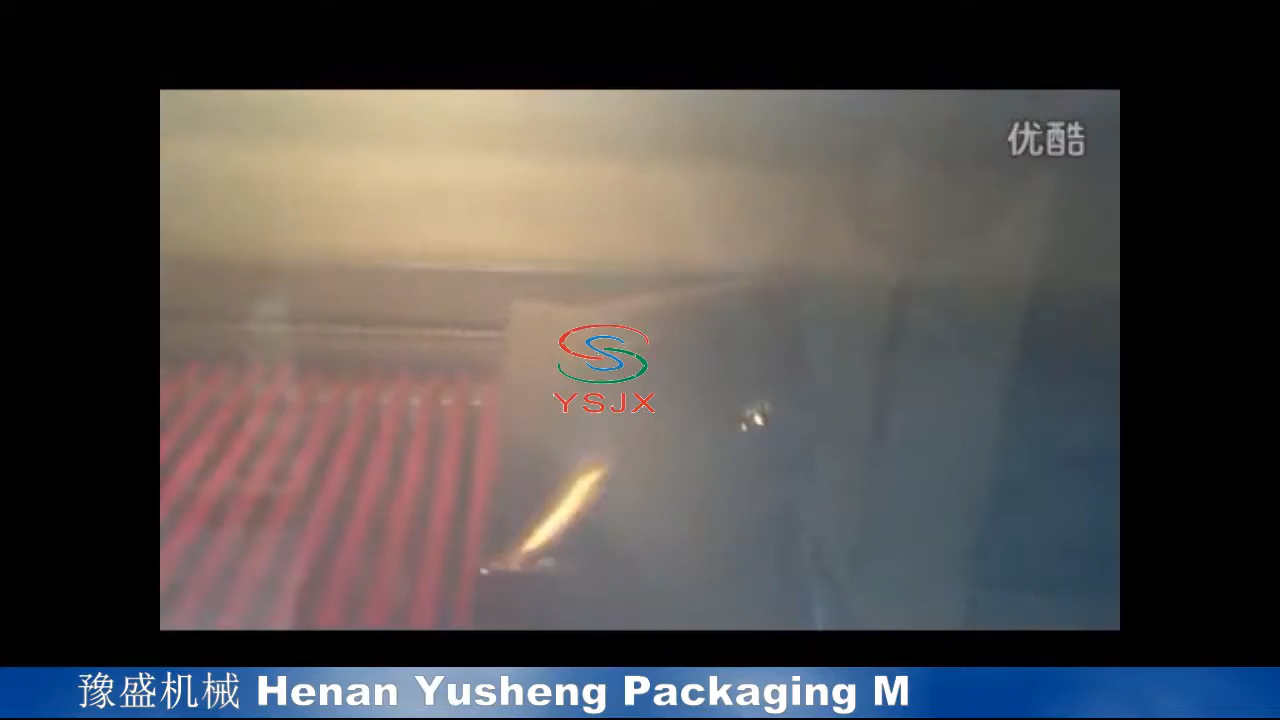 优酷
YSJX
豫盛机械 Henan Yusheng Packaging M